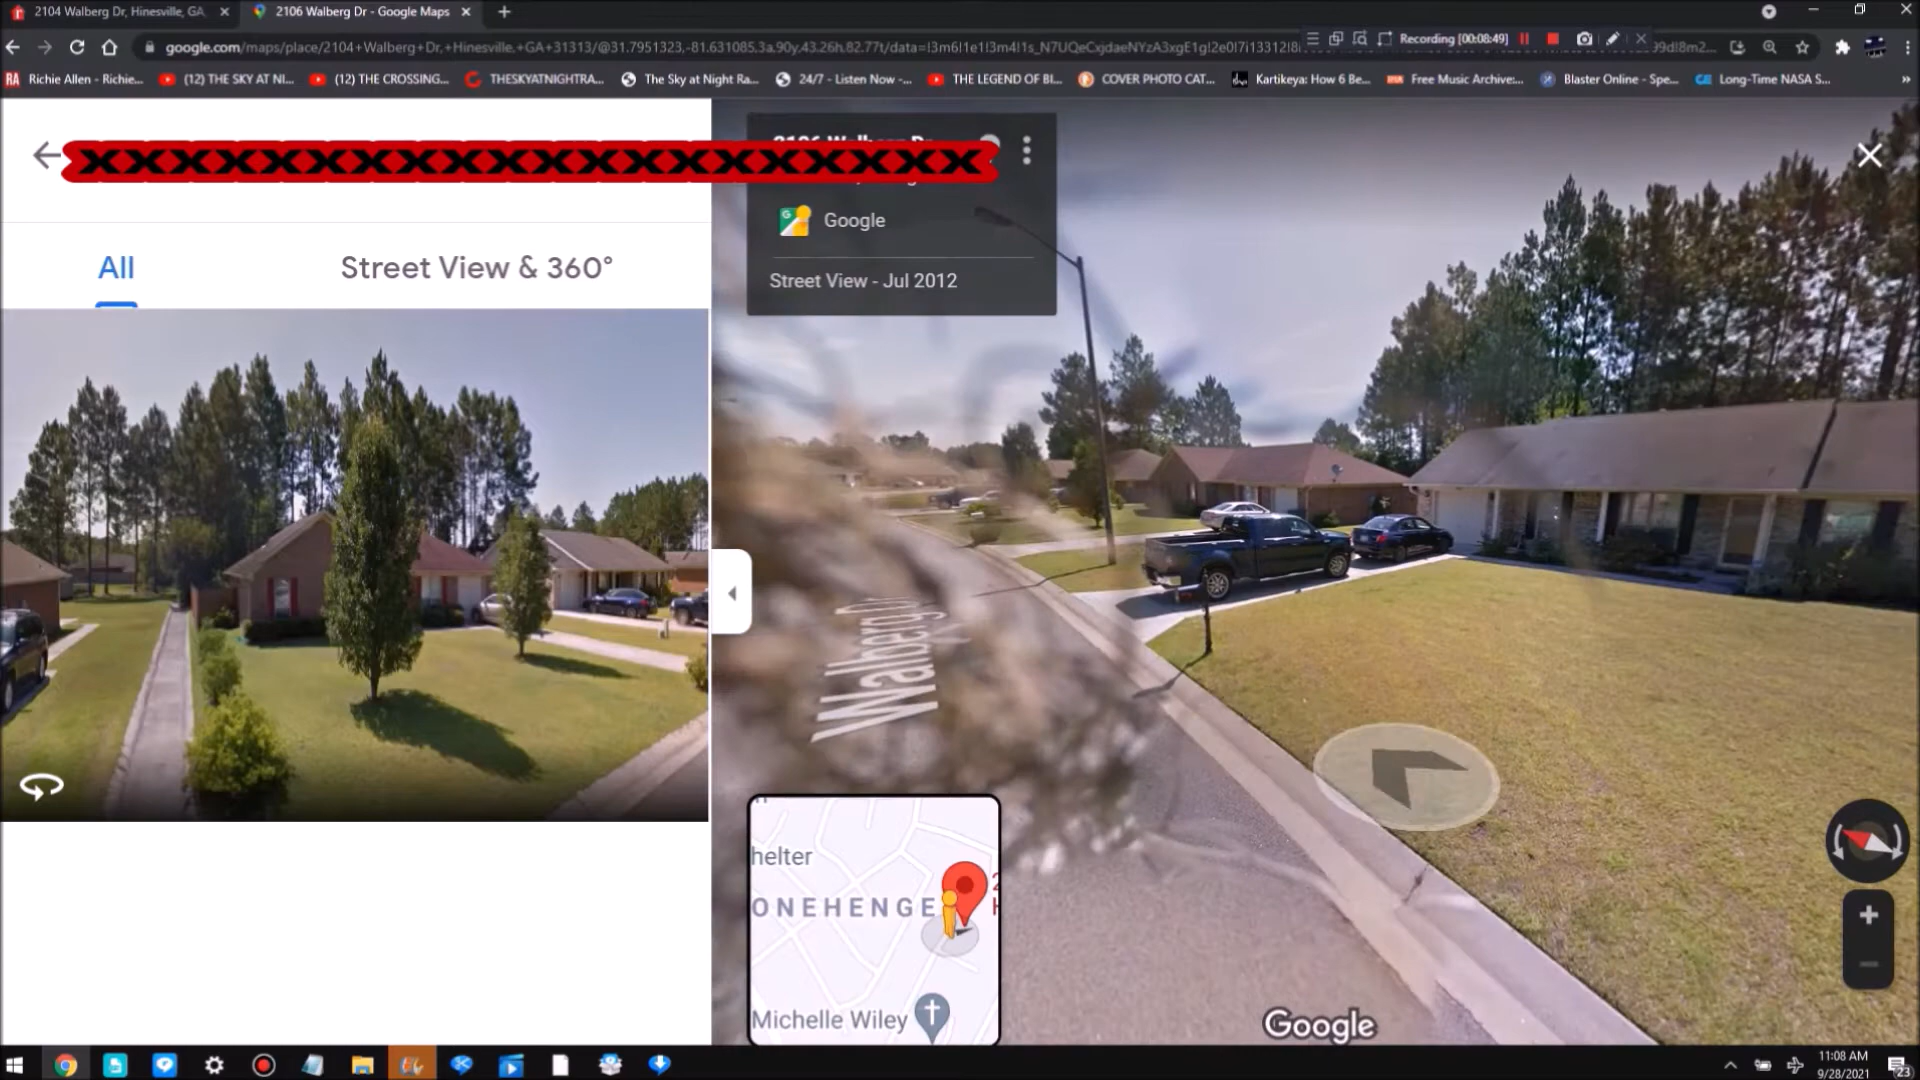 2104 Walberg Dr, Hinesville, GA
2106 Walberg Dr - Google Maps
google.com/maps/place/2104+Walberg+Dr,+Hinesville,+GA+31313/@31.7951323,-81.631085,3a,90y,43.26h,82.77t/data=!3m6!1e1!3m4!1s_N7UQeCxjdaeNYzA3xgE1g!2e0!7i13312!8i
Recording [00:08:49]
Richie Allen - Richie...
(12) THE SKY AT NI...
(12) THE CROSSING...
THESKYATNIGHTRA...
The Sky at Night Ra...
24/7 - Listen Now -...
THE LEGEND OF BI...
COVER PHOTO CAT...
Kartikeya: How 6 Be...
Free Music Archive:...
Blaster Online - Spe...
Long-Time NASA S...
XXXXXXXXXXXXXXXXXXXXX
Google
Street View - Jul 2012
All
Street View & 360°
Walberg Dr
helter
ONEHENGE
Michelle Wiley
Google
11:08 AM
9/28/2021
23